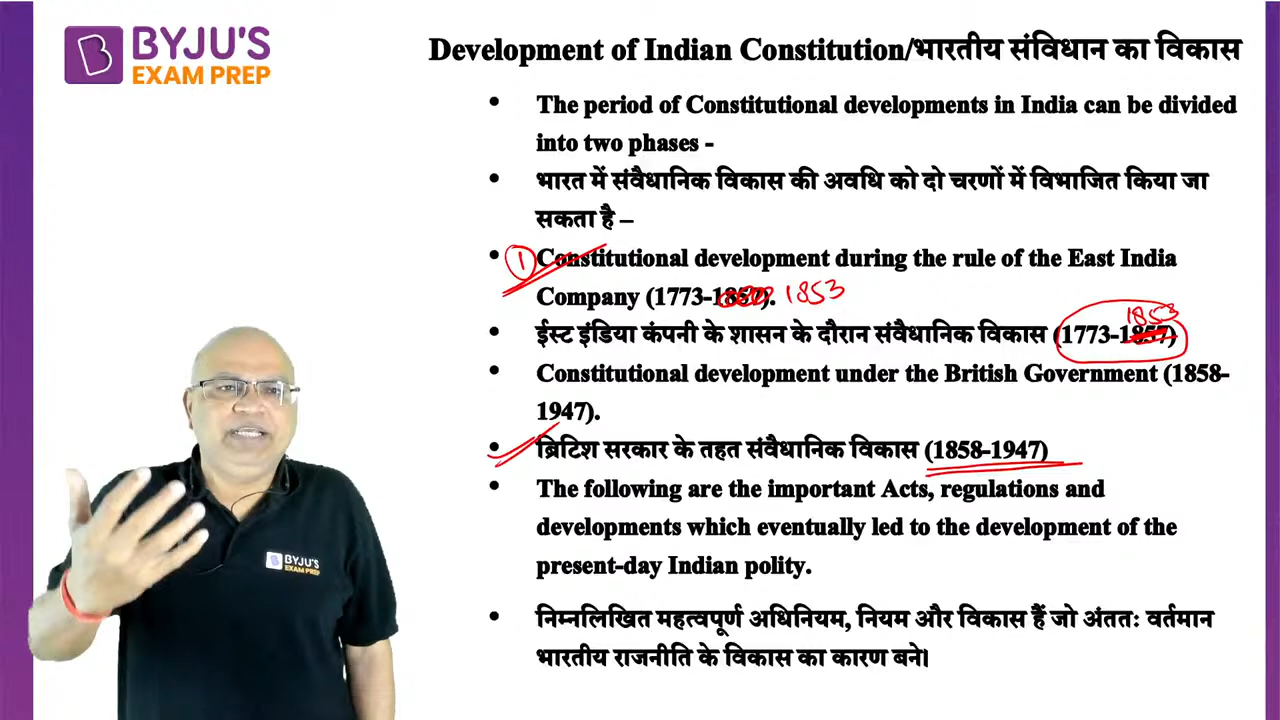 BYJU'S
EXAM PREP
Development of Indian Constitution/भारतीय संविधान का विकास
• The period of Constitutional developments in India can be divided
into two phases -
• भारत में संवैधानिक विकास की अवधि को दो चरणों में विभाजित किया जा
सकता है –
• 1 Constitutional development during the rule of the East India
Company (1773-1857). 1853
1853
• ईस्ट इंडिया कंपनी के शासन के दौरान संवैधानिक विकास (1773-1857)
• Constitutional development under the British Government (1858-
1947).
• ब्रिटिश सरकार के तहत संवैधानिक विकास (1858-1947)
• The following are the important Acts, regulations and
developments which eventually led to the development of the
present-day Indian polity.
• निम्नलिखित महत्वपूर्ण अधिनियम, नियम और विकास हैं जो अंततः वर्तमान
भारतीय राजनीति के विकास का कारण बने।
BYJU'S
EXAM PREP